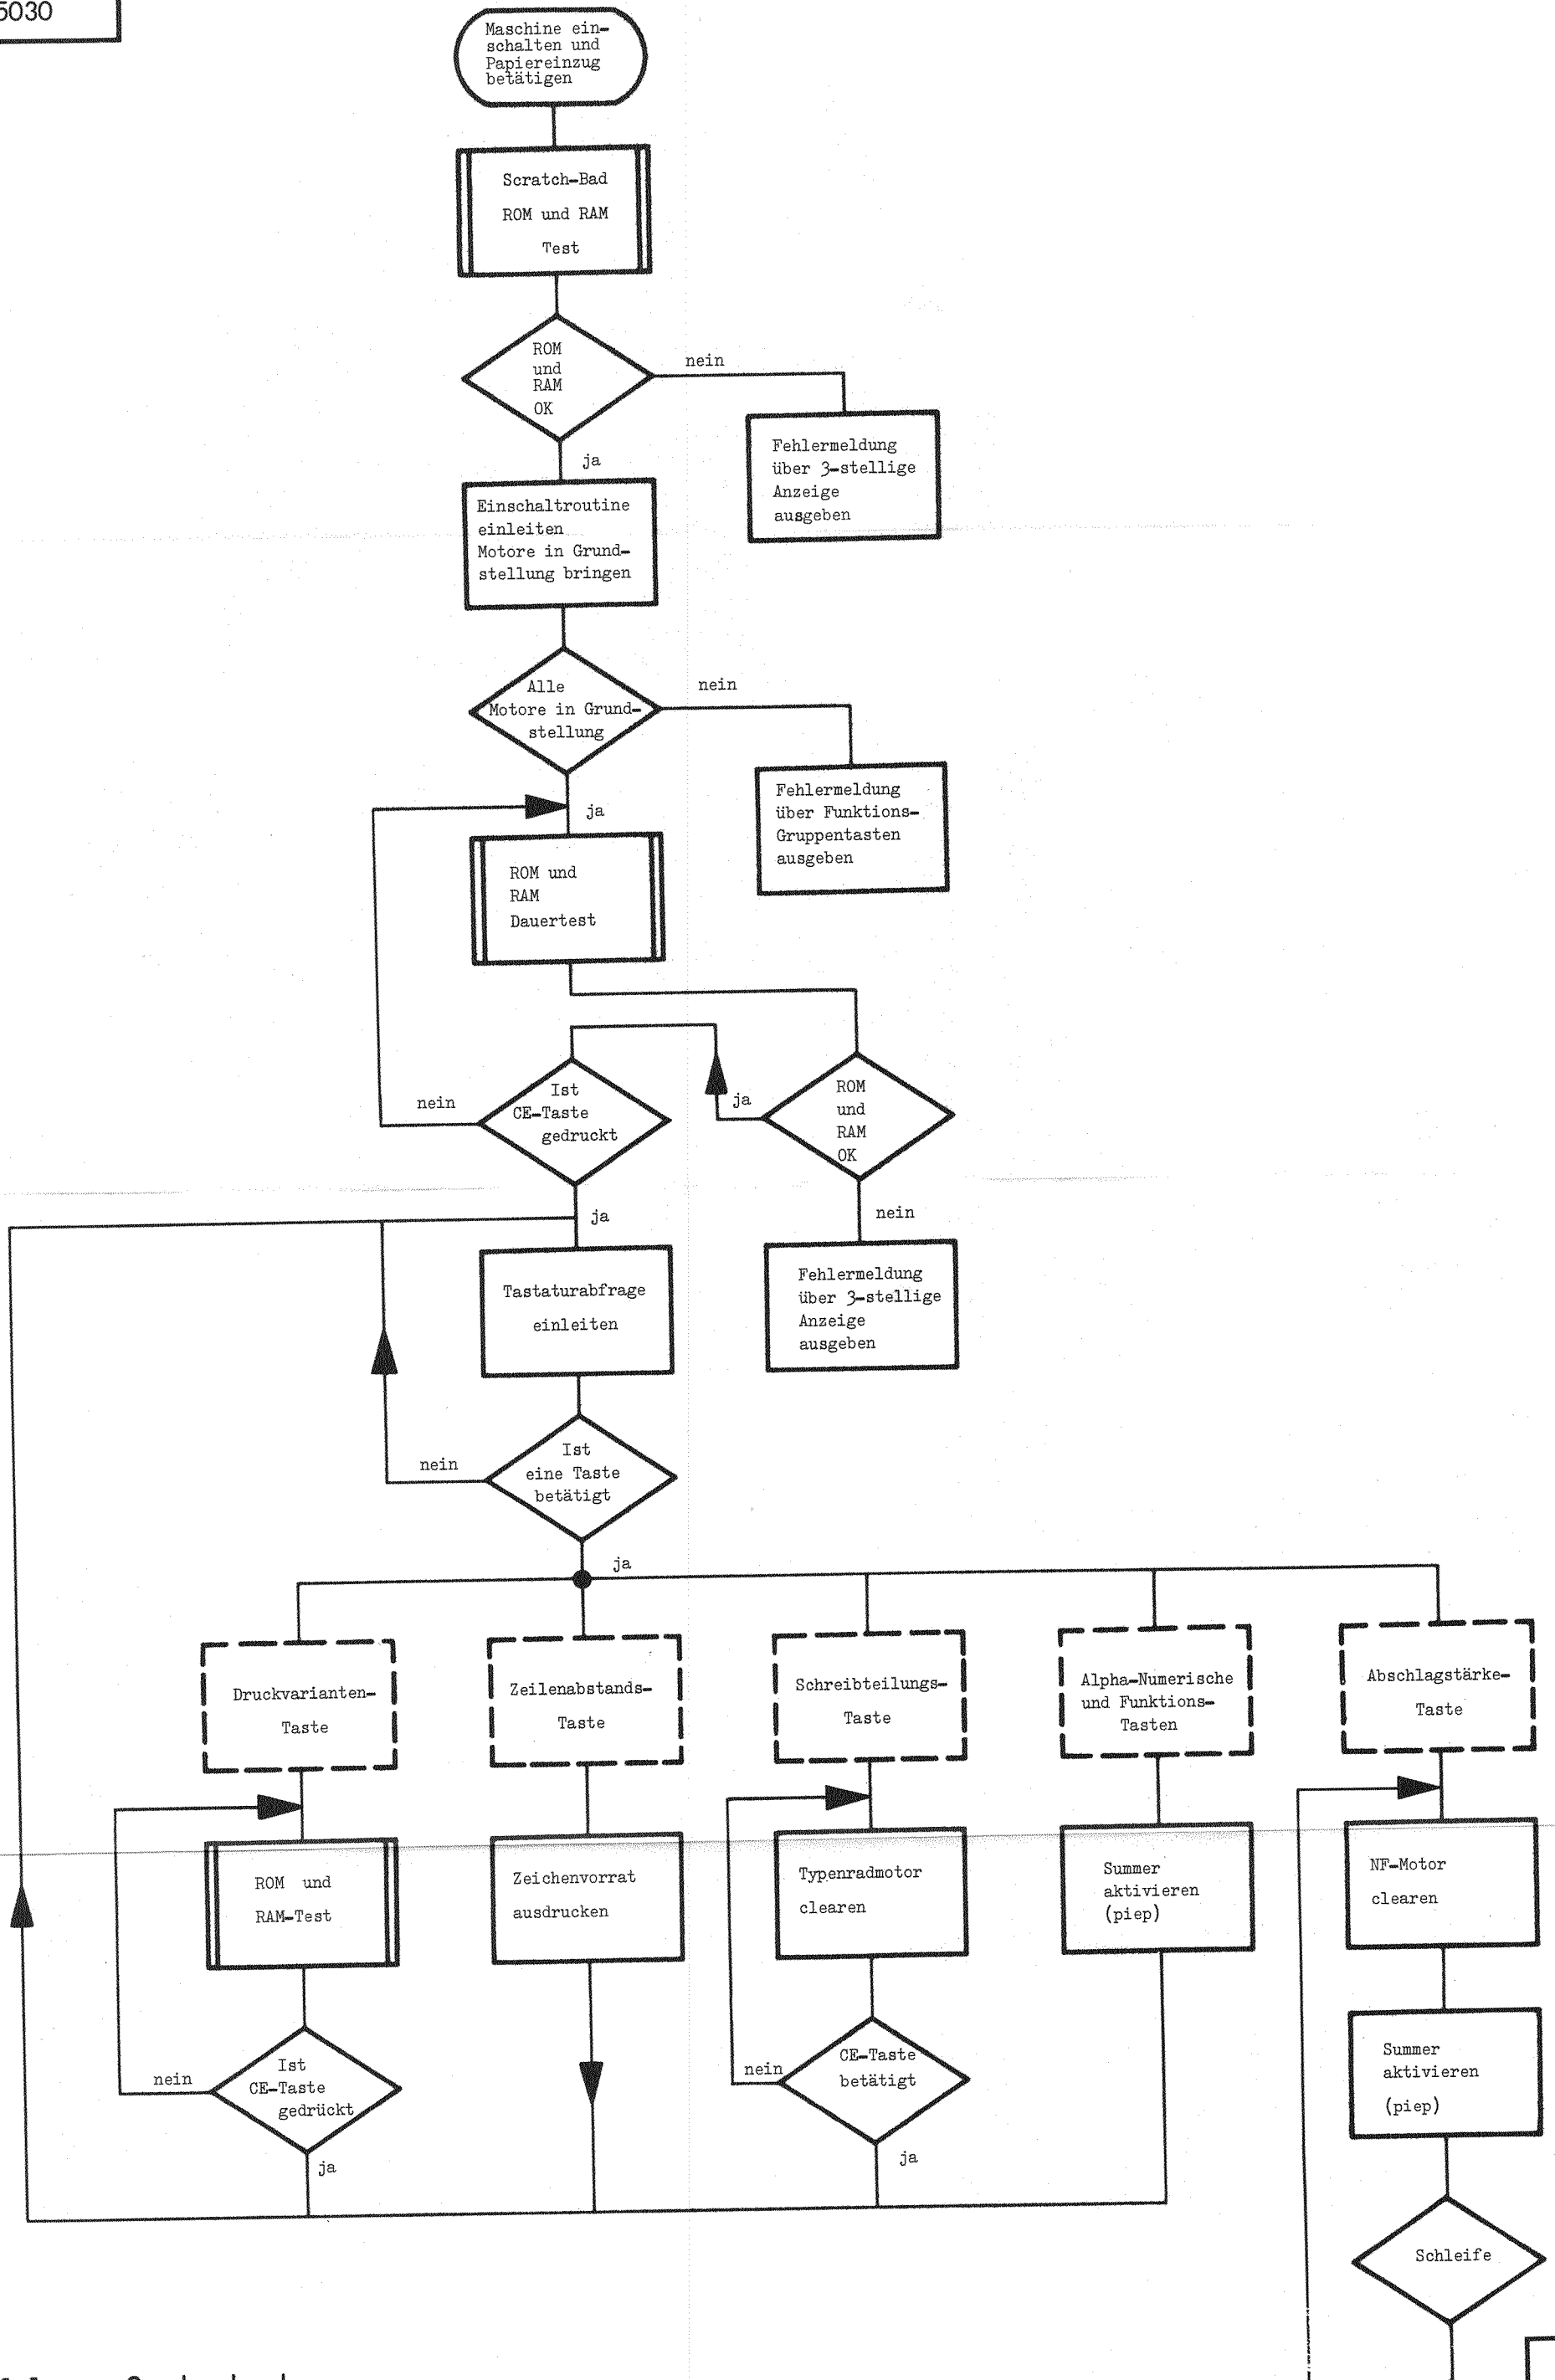 5030
Maschine ein-
schalten und
Papiereinzug
betätigen
Scratch-Bad
ROM und RAM
Test
ROM
und
RAM
OK
nein
ja
Fehlermeldung
über 3-stellige
Anzeige
ausgeben
Einschaltroutine
einleiten
Motore in Grund-
stellung bringen
Alle
Motore in Grund-
stellung
nein
ja
Fehlermeldung
über Funktions-
Gruppentasten
ausgeben
ROM und
RAM
Dauertest
ROM
und
RAM
OK
ja
nein
Ist
CE-Taste
gedruckt
nein
ja
Fehlermeldung
über 3-stellige
Anzeige
ausgeben
Tastaturabfrage
einleiten
Ist
eine Taste
betätigt
nein
ja
Druckvarianten-
Taste
Zeilenabstands-
Taste
Schreibteilungs-
Taste
Alpha-Numerische
und Funktions-
Tasten
Abschlagstärke-
Taste
ROM und
RAM-Test
Zeichenvorrat
ausdrucken
Typenradmotor
clearen
Summer
aktivieren
(piep)
NF-Motor
clearen
Ist
CE-Taste
gedrückt
nein
ja
CE-Taste
betätigt
nein
ja
Summer
aktivieren
(piep)
Schleife